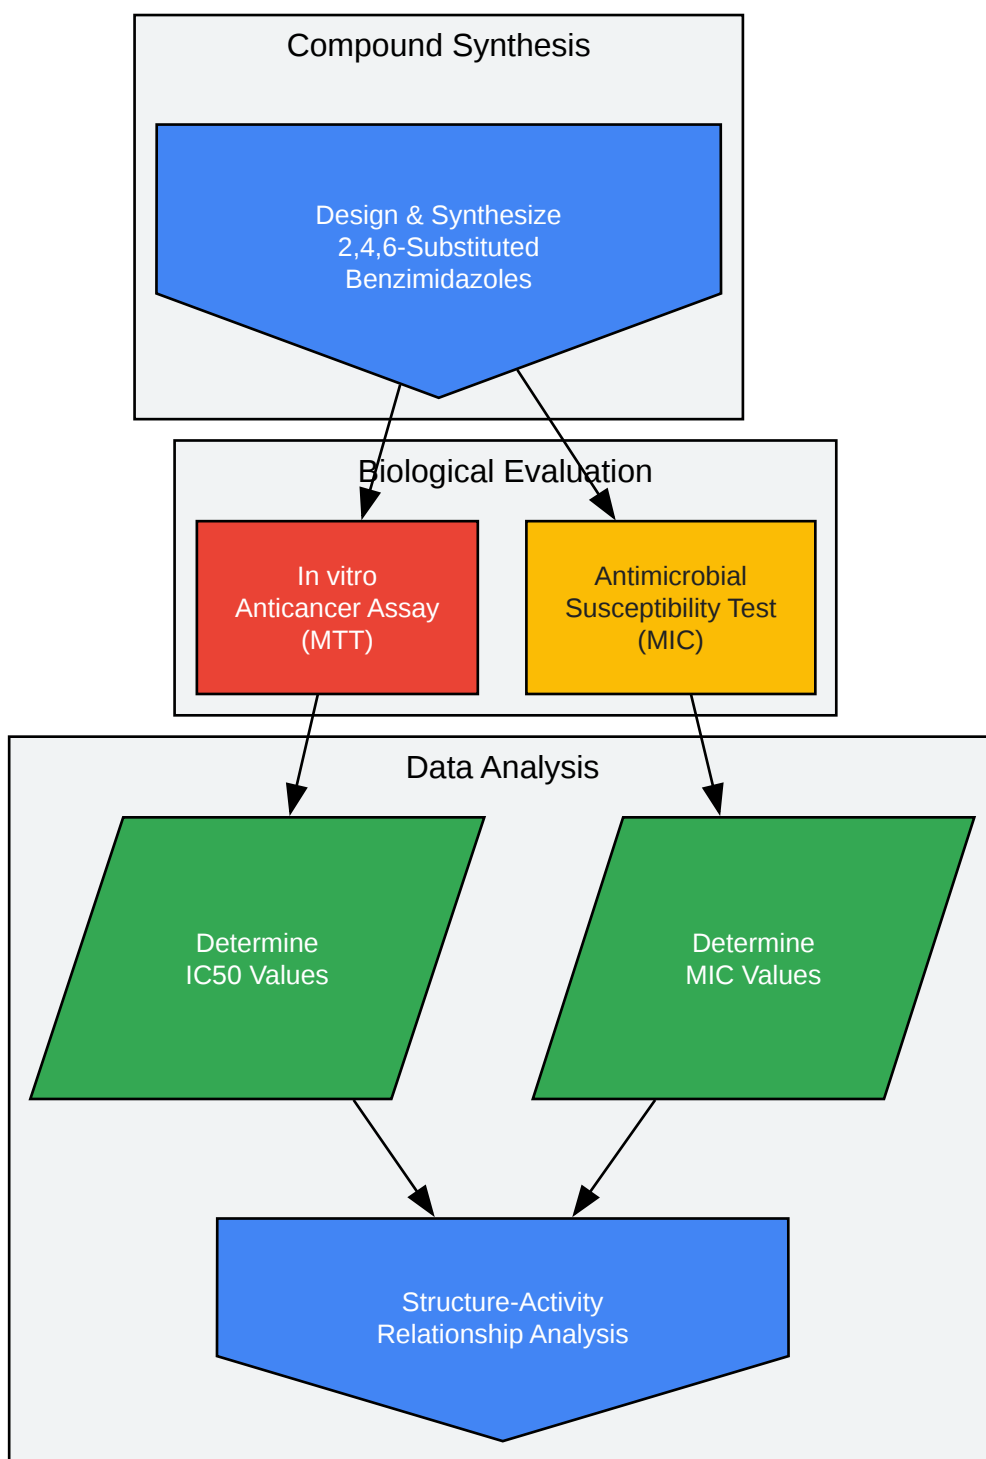 Compound Synthesis
Design & Synthesize
2,4,6-Substituted
Benzimidazoles
Biological Evaluation
In vitro
Anticancer Assay
(MTT)
Antimicrobial
Susceptibility Test
(MIC)
Data Analysis
Determine
IC50 Values
Determine
MIC Values
Structure-Activity
Relationship Analysis